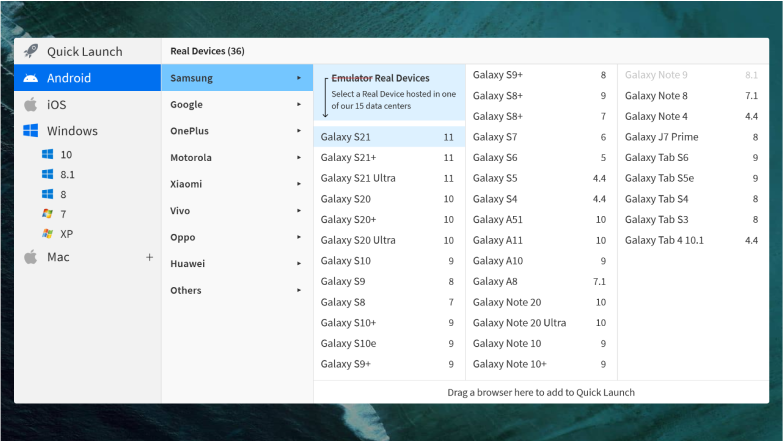 Quick Launch
Android
iOS
Windows
10
8.1
8
7
XP
Mac +
Real Devices (36)
Samsung
Google
OnePlus
Motorola
Xiaomi
Vivo
Oppo
Huawei
Others
Emulator Real Devices
Select a Real Device hosted in one
of our 15 data centers
Galaxy S21 11
Galaxy S21+ 11
Galaxy S21 Ultra 11
Galaxy S20 10
Galaxy S20+ 10
Galaxy S20 Ultra 10
Galaxy S10 9
Galaxy S9 8
Galaxy S8 7
Galaxy S10+ 9
Galaxy S10e 9
Galaxy S9+ 9
Galaxy S9+ 8
Galaxy S8+ 9
Galaxy S8+ 7
Galaxy S7 6
Galaxy S6 5
Galaxy S5 4.4
Galaxy S4 4.4
Galaxy A51 10
Galaxy A11 10
Galaxy A10 9
Galaxy A8 7.1
Galaxy Note 20 10
Galaxy Note 20 Ultra 10
Galaxy Note 10 9
Galaxy Note 10+ 9
Galaxy Note 9 8.1
Galaxy Note 8 7.1
Galaxy Note 4 4.4
Galaxy J7 Prime 8
Galaxy Tab S6 9
Galaxy Tab S5e 9
Galaxy Tab S4 8
Galaxy Tab S3 8
Galaxy Tab 4 10.1 4.4
Drag a browser here to add to Quick Launch